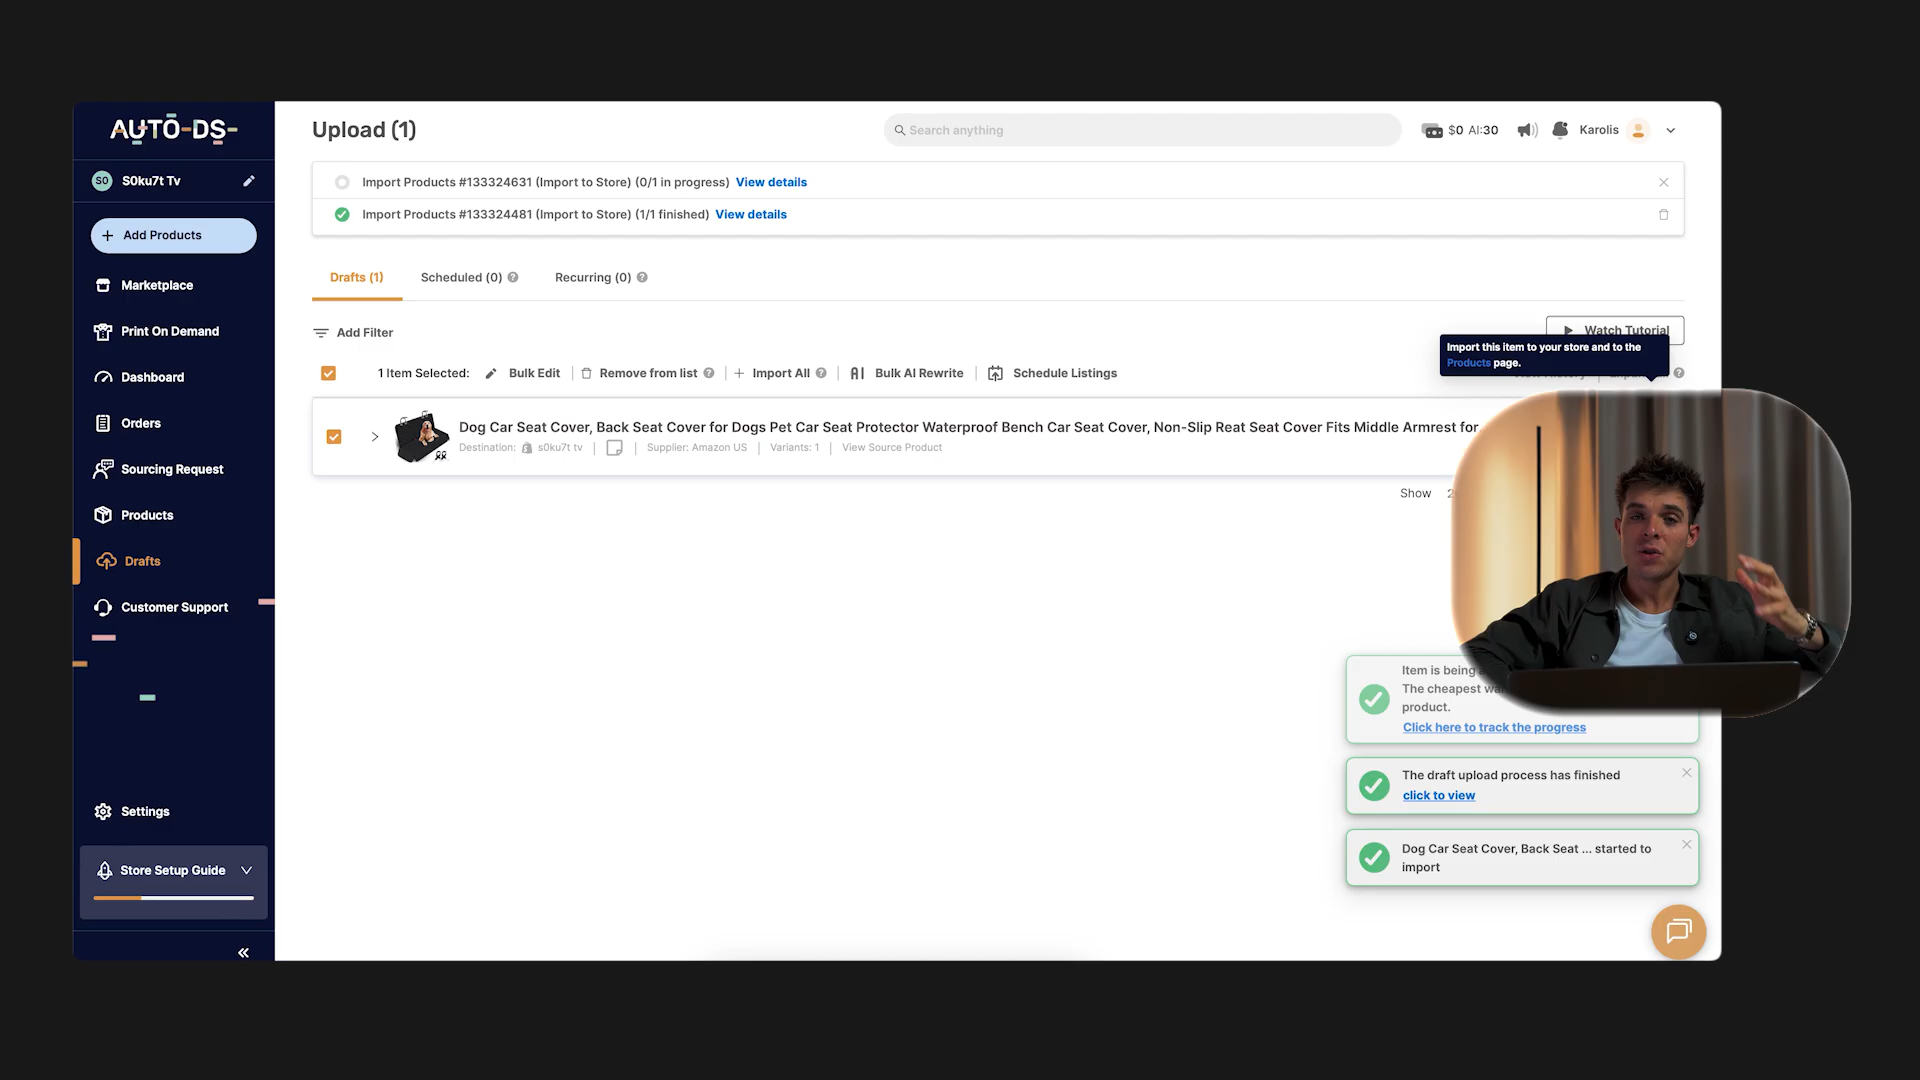 AUTO-DS-
S0 S0ku7t Tv
Add Products
Marketplace
Print On Demand
Dashboard
Orders
Sourcing Request
Products
Drafts
Customer Support
Settings
Store Setup Guide
Upload (1)
Search anything
$0 AI:30
Karolis
Import Products #133324631 (Import to Store) (0/1 in progress) View details
Import Products #133324481 (Import to Store) (1/1 finished) View details
Drafts (1)
Scheduled (0)
Recurring (0)
Add Filter
Watch Tutorial
Import this item to your store and to the
Products page.
1 Item Selected:
Bulk Edit
Remove from list
Import All
Bulk AI Rewrite
Schedule Listings
Dog Car Seat Cover, Back Seat Cover for Dogs Pet Car Seat Protector Waterproof Bench Car Seat Cover, Non-Slip Reat Seat Cover Fits Middle Armrest for
Destination: s0ku7t tv | Supplier: Amazon US | Variants: 1 | View Source Product
Show
Item is being
The cheapest
product.
Click here to track the progress
The draft upload process has finished
click to view
Dog Car Seat Cover, Back Seat ... started to
import